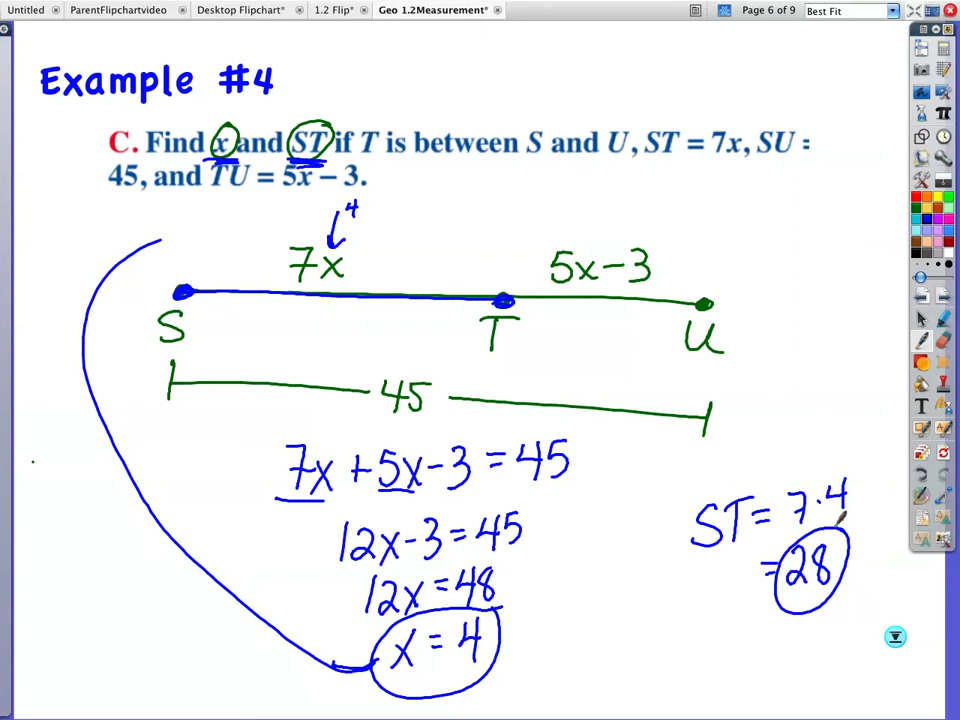 Untitled ParentFlipchartvideo Desktop Flipchart* 1.2 Flip* Geo 1.2Measurement* Page 6 of 9 Best Fit
Example #4
C. Find x and ST if T is between S and U, ST = 7x, SU =
45, and TU = 5x – 3.
4
7x 5x-3
S T U
45
7x + 5x - 3 = 45
12x - 3 = 45
12x = 48
x = 4
ST = 7·4
= 28